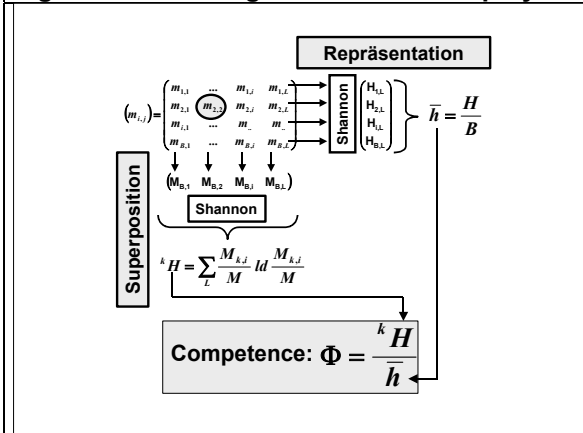 Repräsentation
(m_{i,j}) =
m_{1,1} ... m_{1,i} m_{1,L}
m_{2,1} m_{2,2} m_{2,i} m_{2,L}
m_{i,1} ... m_{..} m_{..}
m_{B,1} ... m_{B,i} m_{B,L}
Shannon
H_{1,L}
H_{2,L}
H_{i,L}
H_{B,L}
h̅ = H/B
Superposition
(M_{B,1} M_{B,2} M_{B,i} M_{B,L})
Shannon
^kH = ∑_L M_{k,i}/M ld M_{k,i}/M
Competence: Φ = ^kH/h̅